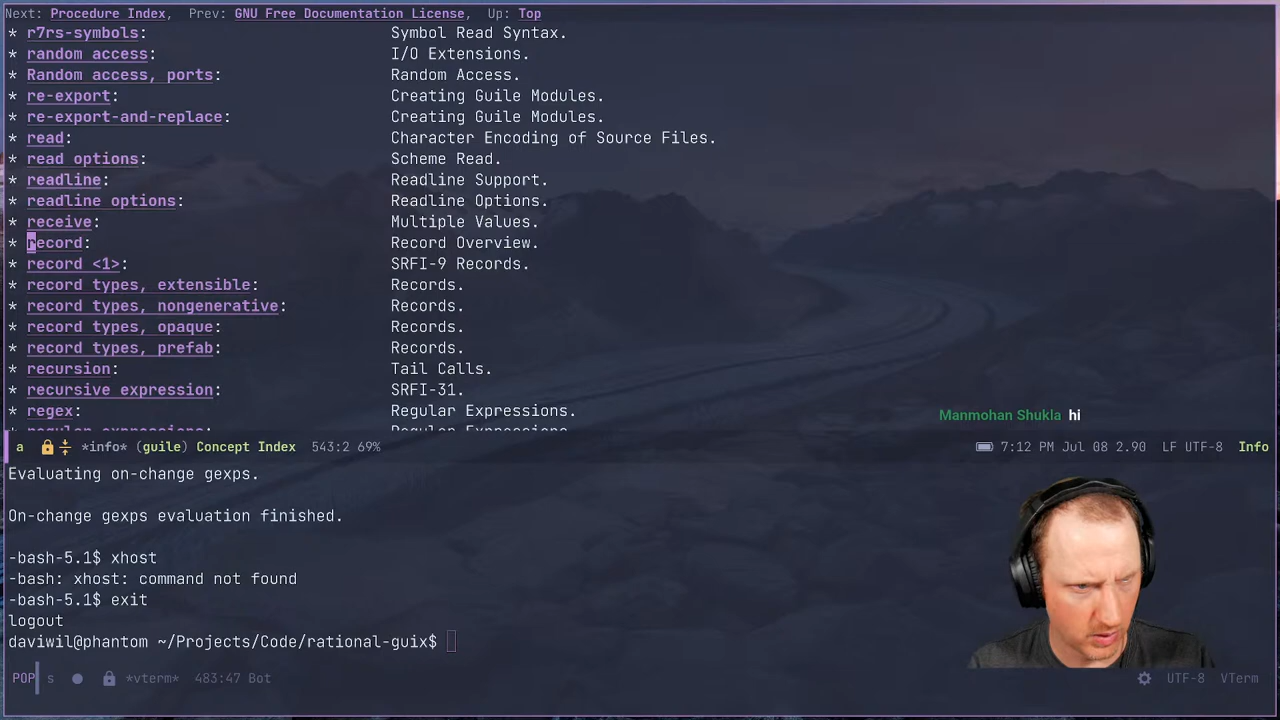 Next: Procedure Index,  Prev: GNU Free Documentation License,  Up: Top
* r7rs-symbols:                          Symbol Read Syntax.
* random access:                         I/O Extensions.
* Random access, ports:                  Random Access.
* re-export:                             Creating Guile Modules.
* re-export-and-replace:                 Creating Guile Modules.
* read:                                  Character Encoding of Source Files.
* read options:                          Scheme Read.
* readline:                              Readline Support.
* readline options:                      Readline Options.
* receive:                               Multiple Values.
* record:                                Record Overview.
* record <1>:                            SRFI-9 Records.
* record types, extensible:              Records.
* record types, nongenerative:           Records.
* record types, opaque:                  Records.
* record types, prefab:                  Records.
* recursion:                             Tail Calls.
* recursive expression:                  SRFI-31.
* regex:                                 Regular Expressions.
* regular expressions:                   Regular Expressions.
Manmohan Shukla hi
a *info* (guile) Concept Index 543:2 69% 7:12 PM Jul 08 2.90 LF UTF-8 Info
Evaluating on-change gexps.
On-change gexps evaluation finished.
-bash-5.1$ xhost
-bash: xhost: command not found
-bash-5.1$ exit
logout
daviwil@phantom ~/Projects/Code/rational-guix$
POP s *vterm* 483:47 Bot UTF-8 VTerm